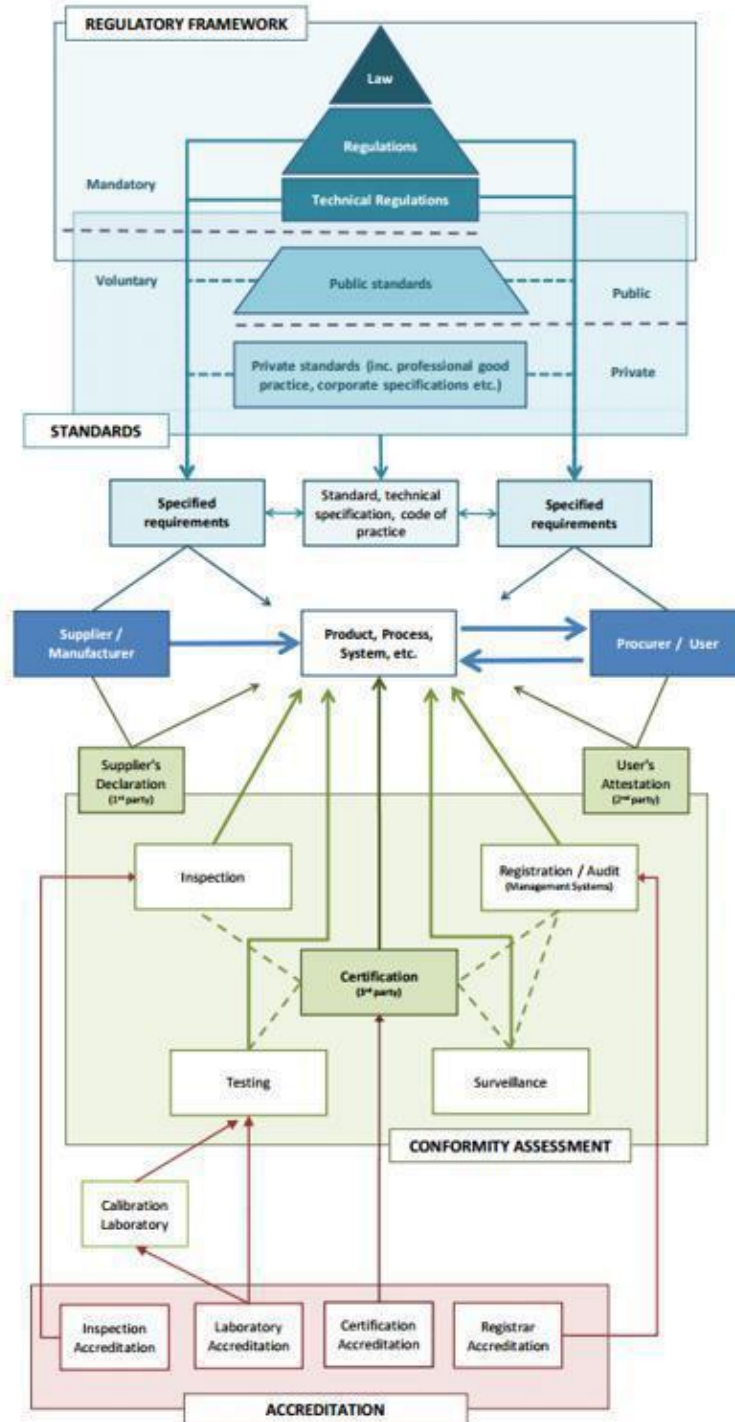 REGULATORY FRAMEWORK
Law
Regulations
Mandatory
Technical Regulations
Voluntary
Public standards
Public
Private standards (inc. professional good
practice, corporate specifications etc.)
Private
STANDARDS
Specified
requirements
Standard, technical
specification, code of
practice
Specified
requirements
Supplier /
Manufacturer
Product, Process,
System, etc.
Procurer / User
Supplier's
Declaration
(1st party)
User's
Attestation
(2nd party)
Inspection
Registration / Audit
(Management Systems)
Certification
(3rd party)
Testing
Surveillance
CONFORMITY ASSESSMENT
Calibration
Laboratory
Inspection
Accreditation
Laboratory
Accreditation
Certification
Accreditation
Registrar
Accreditation
ACCREDITATION